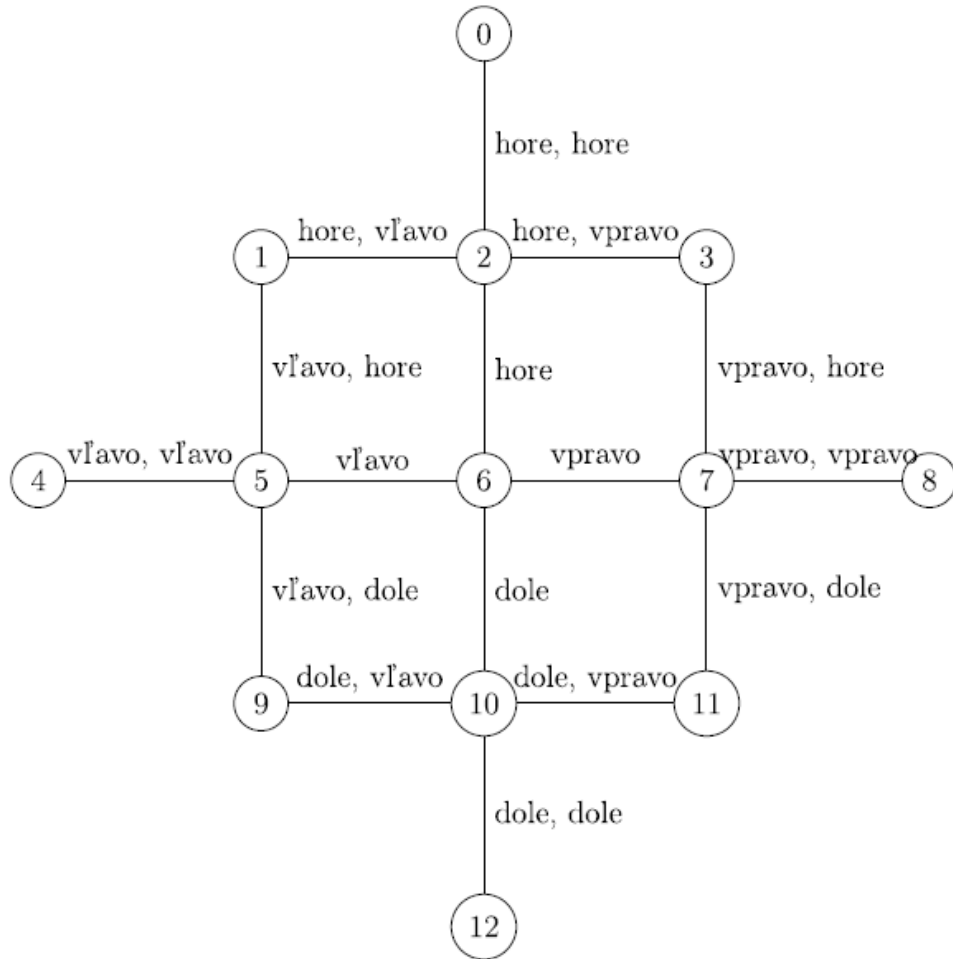 0
hore, hore
hore, vľavo
hore, vpravo
1
2
3
vľavo, hore
hore
vpravo, hore
vľavo, vľavo
vľavo
vpravo
vpravo, vpravo
4
5
6
7
8
vľavo, dole
dole
vpravo, dole
dole, vľavo
dole, vpravo
9
10
11
dole, dole
12